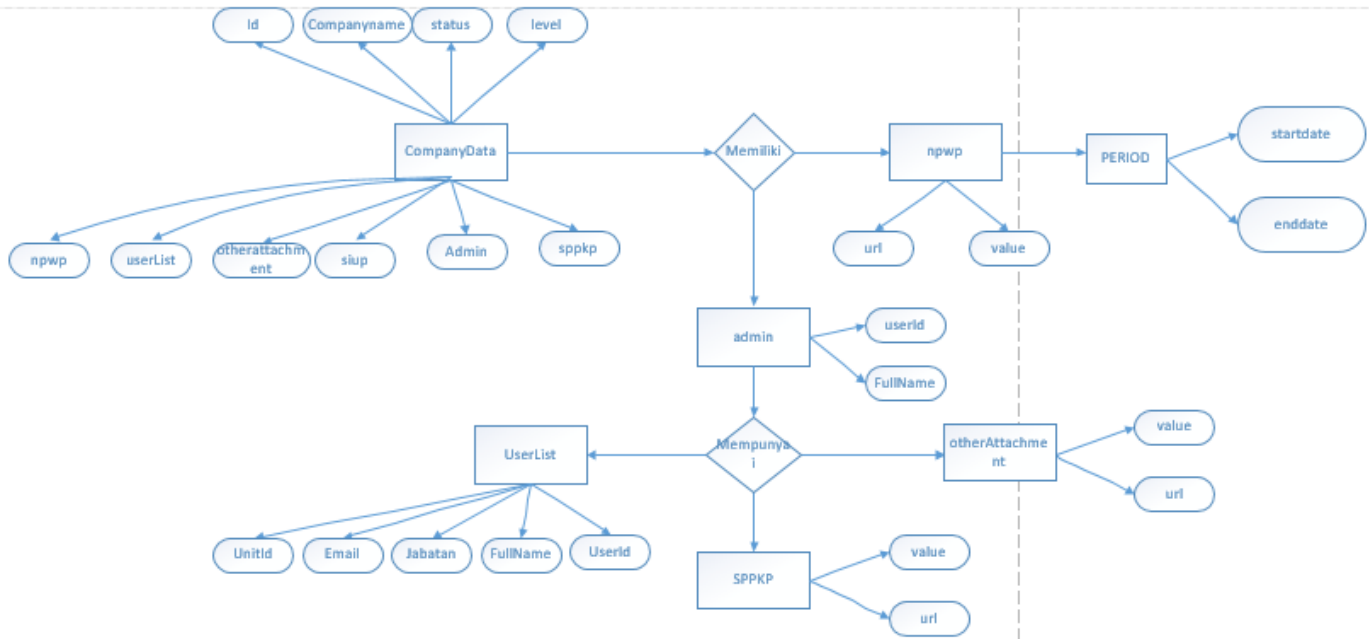 Id
Companyname
status
level
CompanyData
Memiliki
npwp
PERIOD
startdate
enddate
npwp
userList
otherattachm
ent
siup
Admin
sppkp
url
value
admin
userId
FullName
UserList
Mempunya
i
otherAttachme
nt
value
url
UnitId
Email
Jabatan
FullName
UserId
SPPKP
value
url